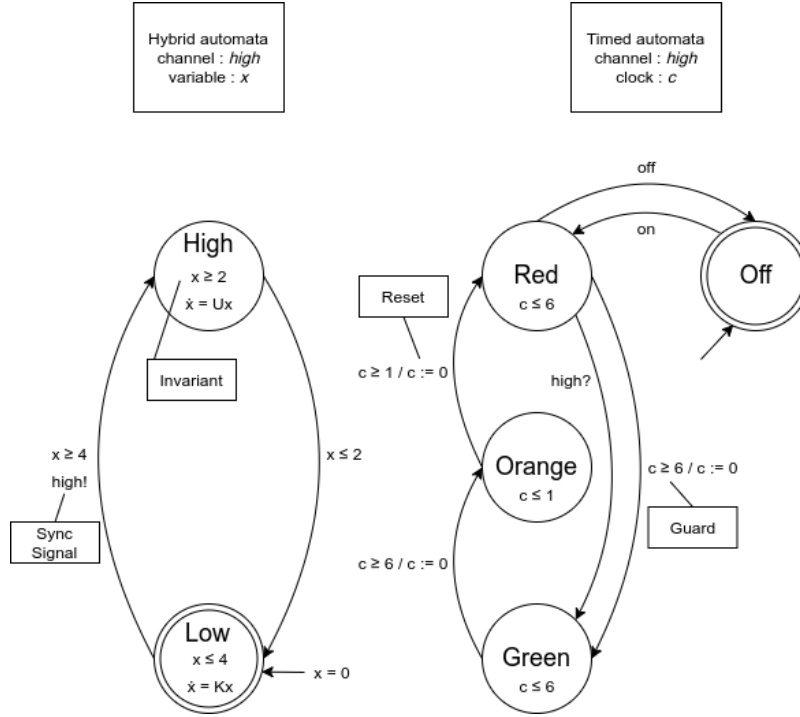 Hybrid automata
channel : high
variable : x
Timed automata
channel : high
clock : c
off
on
High
x ≥ 2
ẋ = Ux
Red
c ≤ 6
Off
Reset
Invariant
c ≥ 1 / c := 0
high?
x ≥ 4
high!
x ≤ 2
Orange
c ≤ 1
c ≥ 6 / c := 0
Sync
Signal
Guard
c ≥ 6 / c := 0
Low
x ≤ 4
ẋ = Kx
x = 0
Green
c ≤ 6